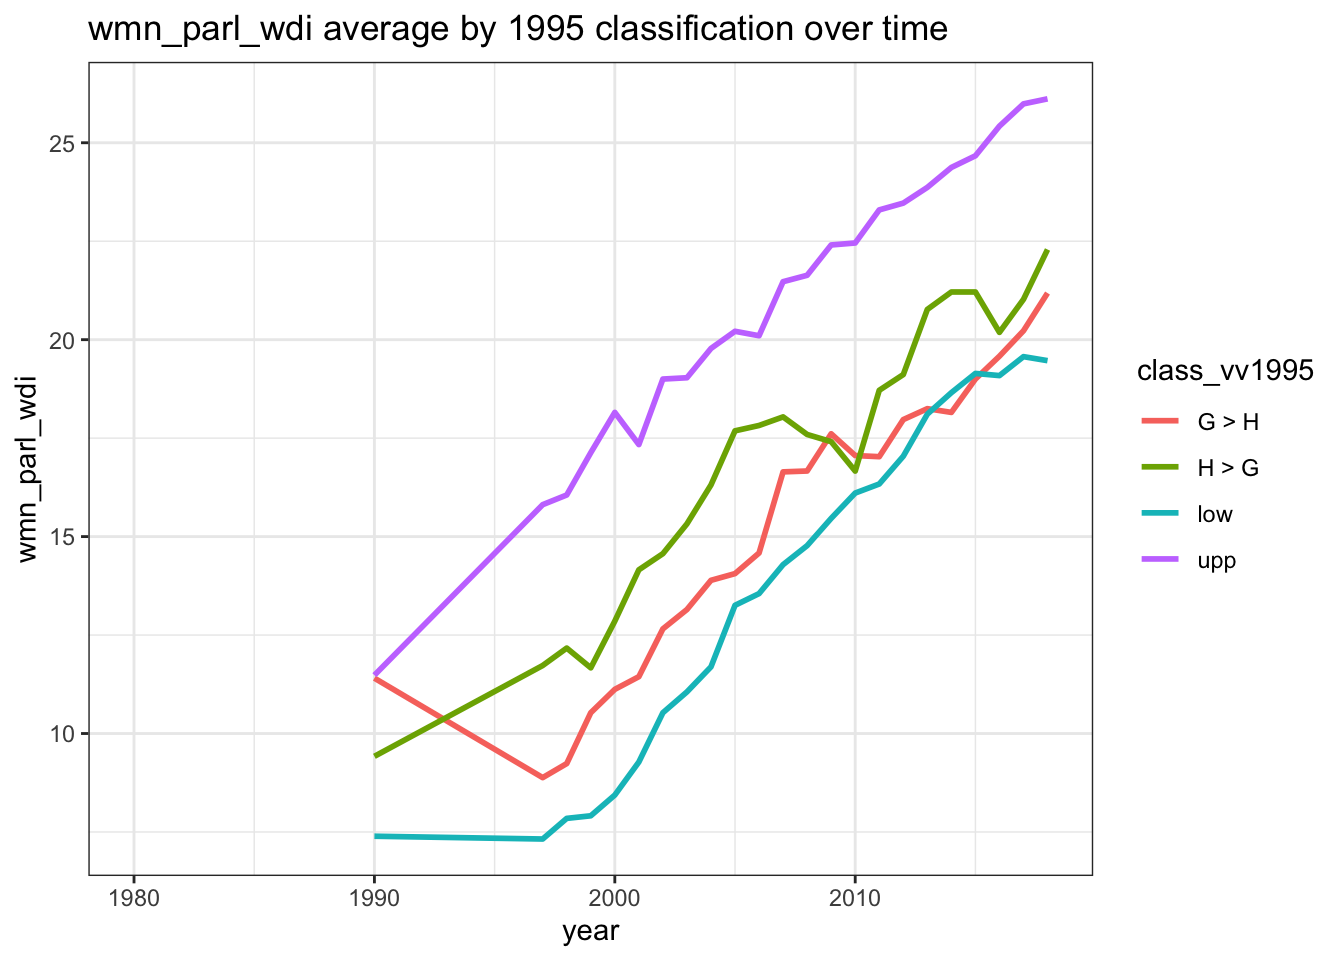 wmn_parl_wdi average by 1995 classification over time
wmn_parl_wdi
25
20
15
10
1980
1990
2000
2010
year
class_vv1995
G > H
H > G
low
upp